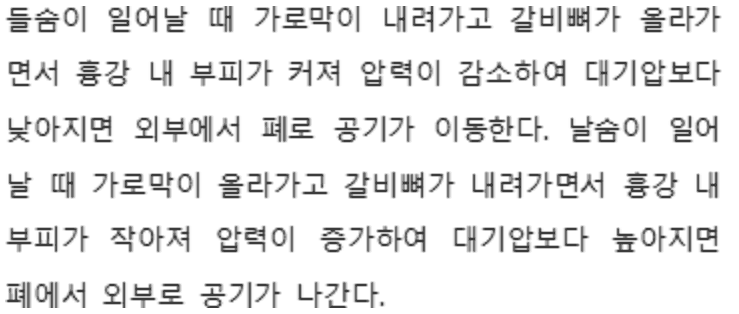 들숨이 일어날 때 가로막이 내려가고 갈비뼈가 올라가
면서 흉강 내 부피가 커져 압력이 감소하여 대기압보다
낮아지면 외부에서 폐로 공기가 이동한다. 날숨이 일어
날 때 가로막이 올라가고 갈비뼈가 내려가면서 흉강 내
부피가 작아져 압력이 증가하여 대기압보다 높아지면
폐에서 외부로 공기가 나간다.